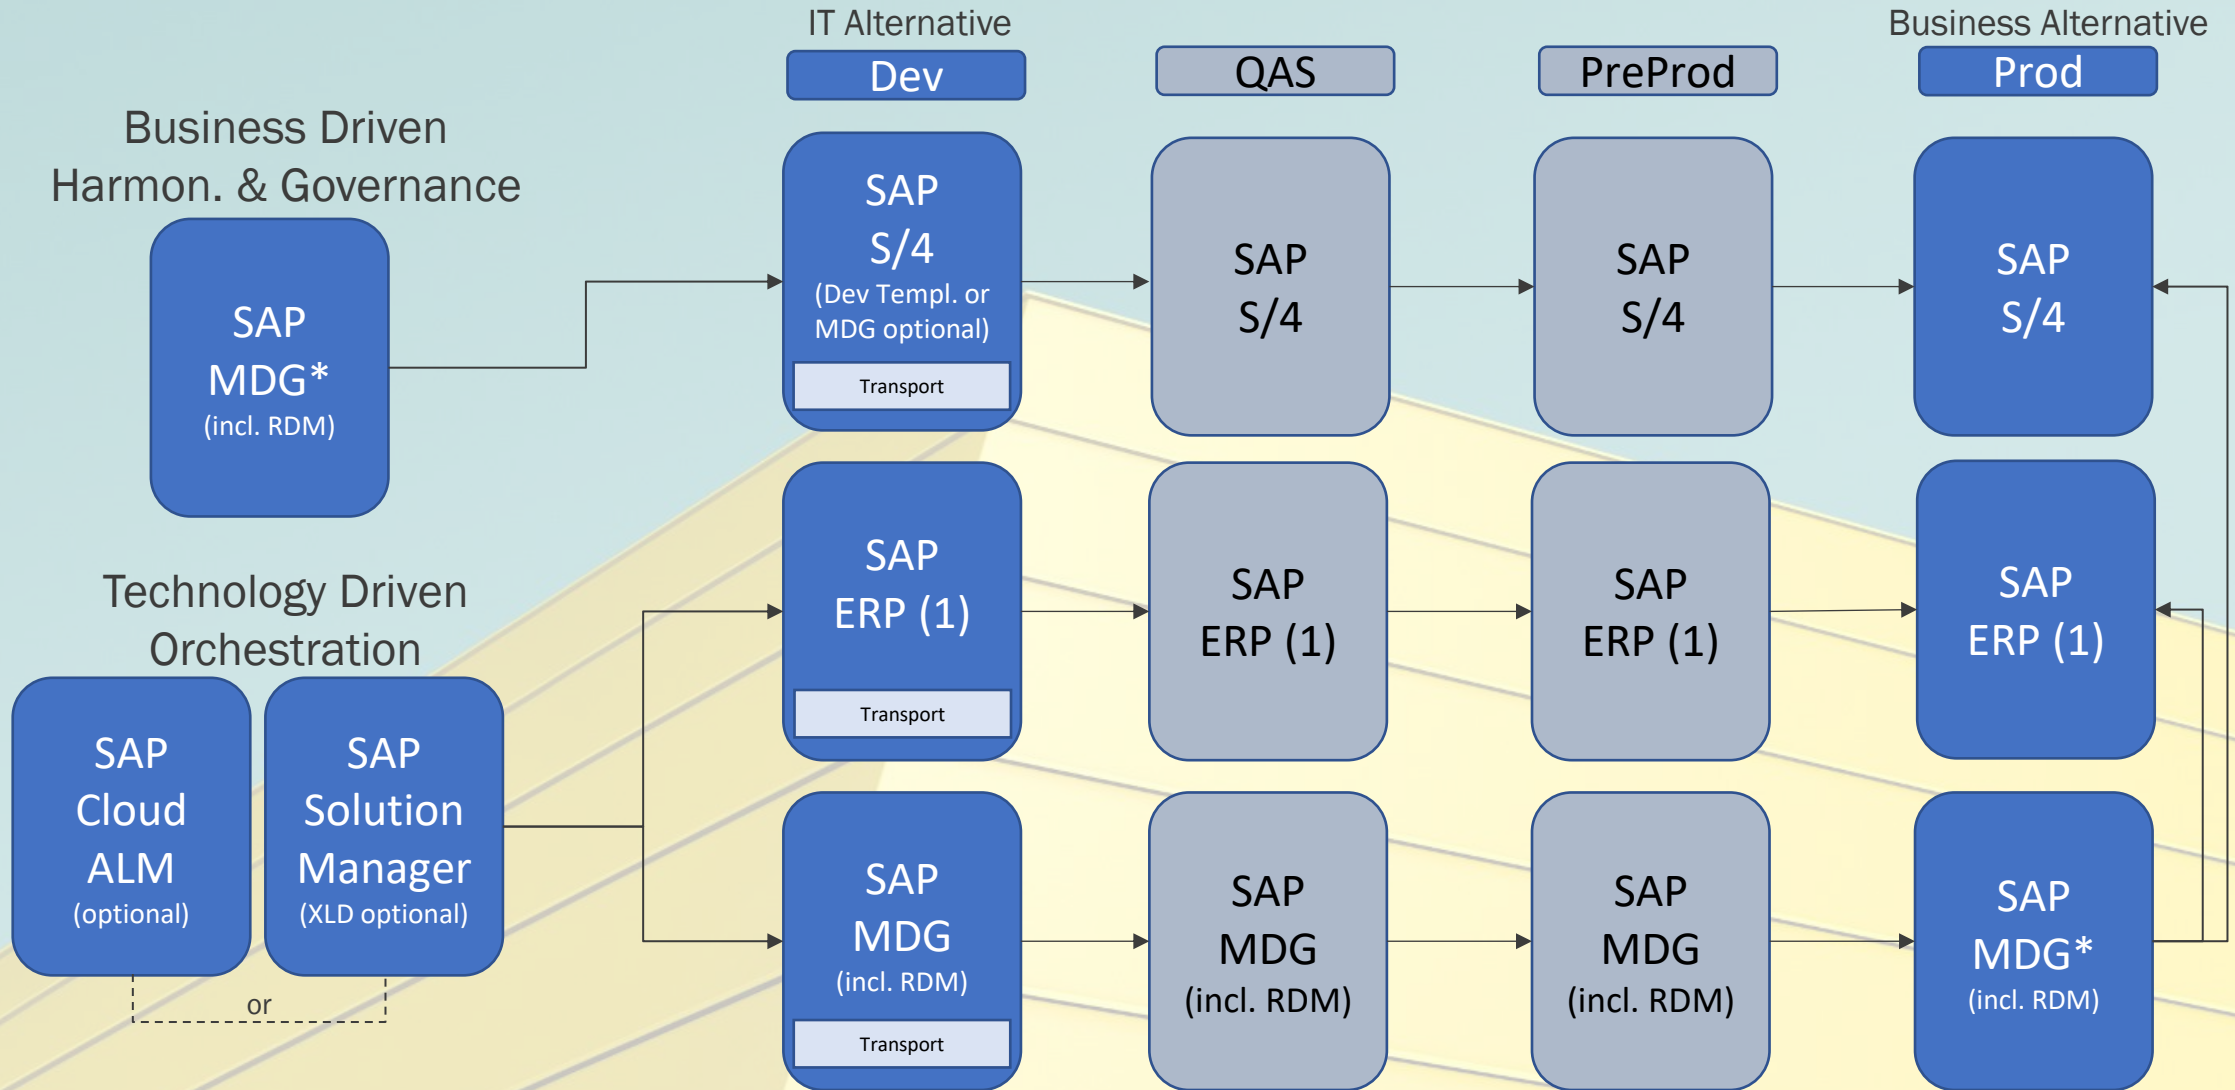 IT Alternative
Business Alternative
Dev
QAS
PreProd
Prod
Business Driven
Harmon. & Governance
SAP
MDG*
(incl. RDM)
SAP
S/4
(Dev Templ. or
MDG optional)
Transport
SAP
S/4
SAP
S/4
SAP
S/4
Technology Driven
Orchestration
SAP
Cloud
ALM
(optional)
SAP
Solution
Manager
(XLD optional)
or
SAP
ERP (1)
Transport
SAP
ERP (1)
SAP
ERP (1)
SAP
ERP (1)
SAP
MDG
(incl. RDM)
Transport
SAP
MDG
(incl. RDM)
SAP
MDG
(incl. RDM)
SAP
MDG*
(incl. RDM)